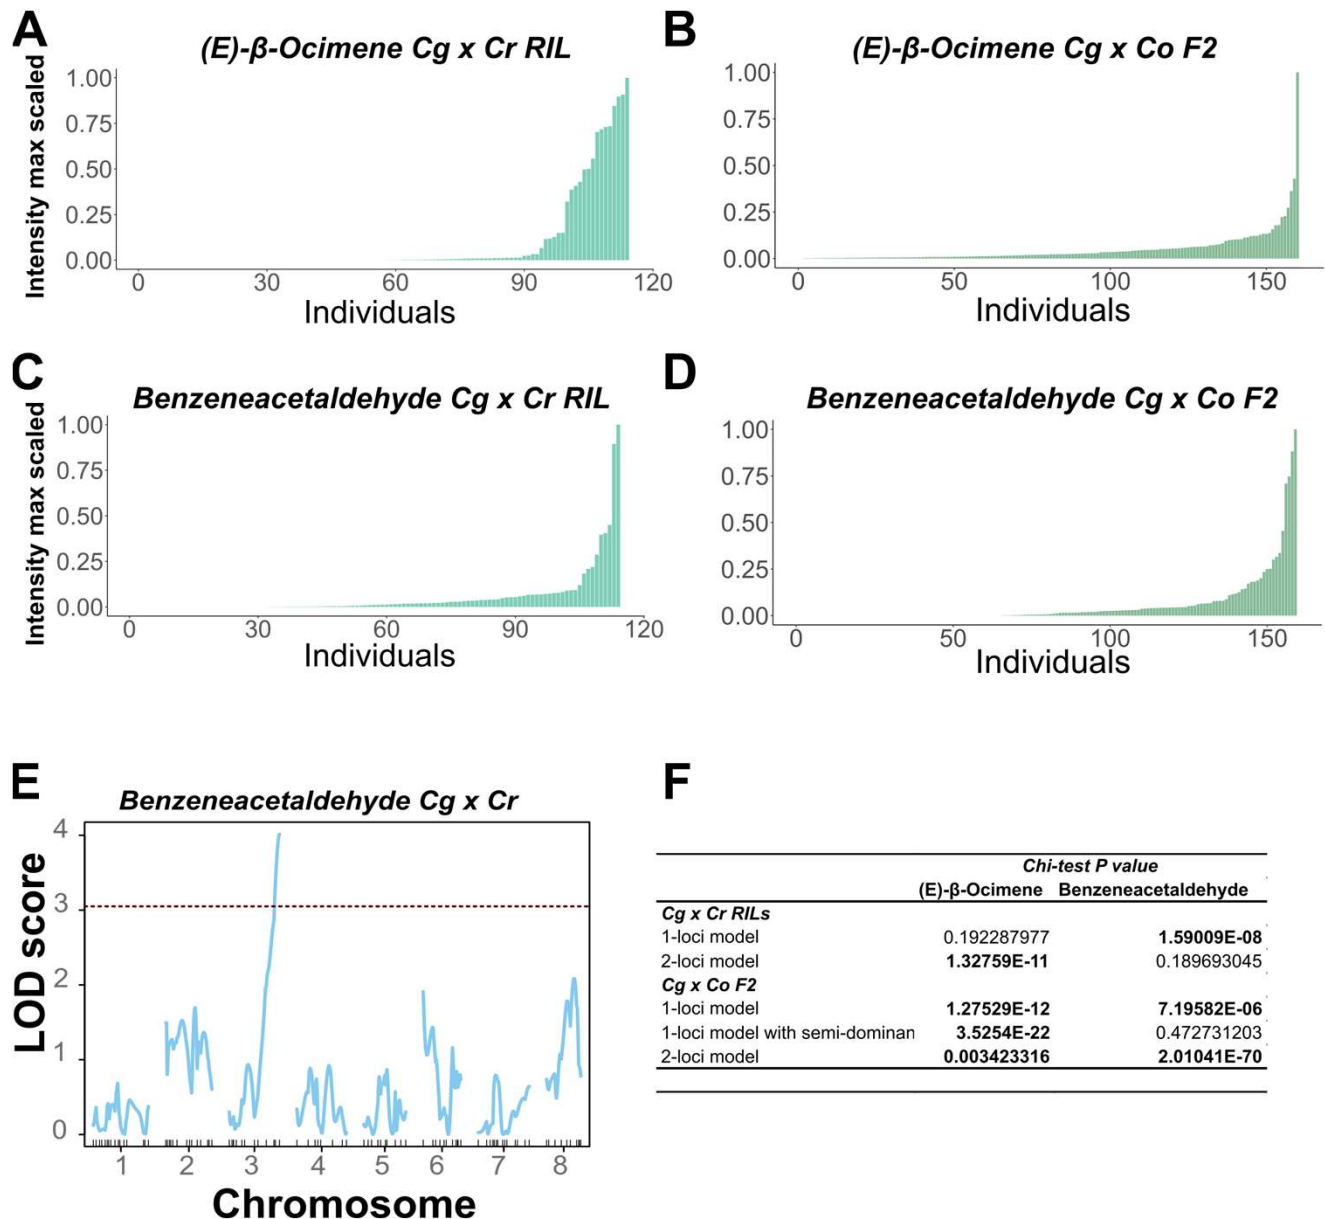 A
(E)-β-Ocimene Cg x Cr RIL
Intensity max scaled
1.00
0.75
0.50
0.25
0.00
0 30 60 90 120
Individuals
B
(E)-β-Ocimene Cg x Co F2
1.00
0.75
0.50
0.25
0.00
0 50 100 150
Individuals
C
Benzeneacetaldehyde Cg x Cr RIL
Intensity max scaled
1.00
0.75
0.50
0.25
0.00
0 30 60 90 120
Individuals
D
Benzeneacetaldehyde Cg x Co F2
1.00
0.75
0.50
0.25
0.00
0 50 100 150
Individuals
E
Benzeneacetaldehyde Cg x Cr
LOD score
4
3
2
1
0
1 2 3 4 5 6 7 8
Chromosome
F
Chi-test P value
(E)-β-Ocimene Benzeneacetaldehyde
Cg x Cr RILs
1-loci model 0.192287977 1.59009E-08
2-loci model 1.32759E-11 0.189693045
Cg x Co F2
1-loci model 1.27529E-12 7.19582E-06
1-loci model with semi-dominan 3.5254E-22 0.472731203
2-loci model 0.003423316 2.01041E-70